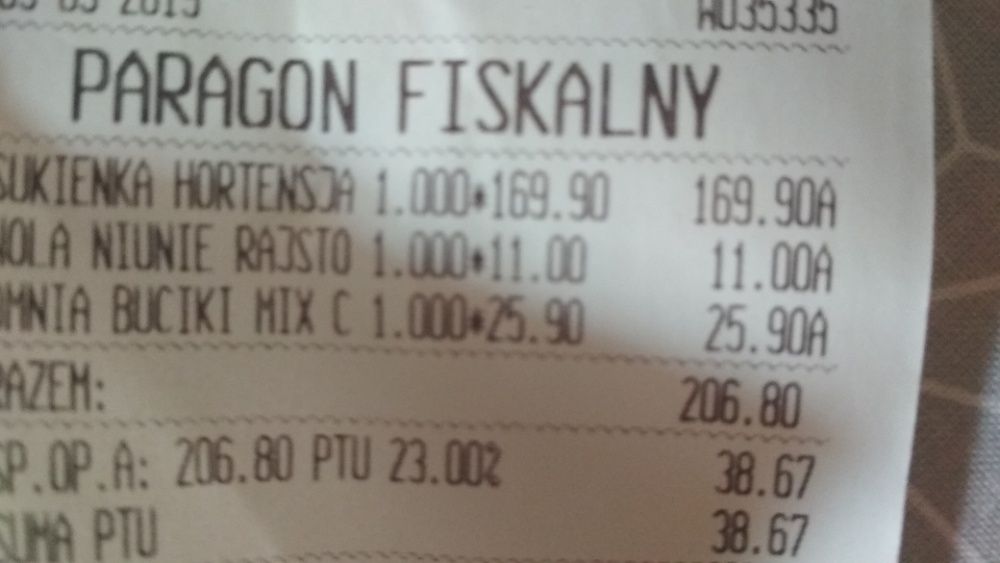 W035335
PARAGON FISKALNY
SUKIENKA HORTENSJA 1.000*169.90 169.90A
NIUNIE RAJSTO 1.000*11.00 11.00A
BUCIKI MIX C 1.000*25.90 25.90A
RAZEM: 206.80
SP.OP.A: 206.80 PTU 23.00% 38.67
SUMA PTU 38.67